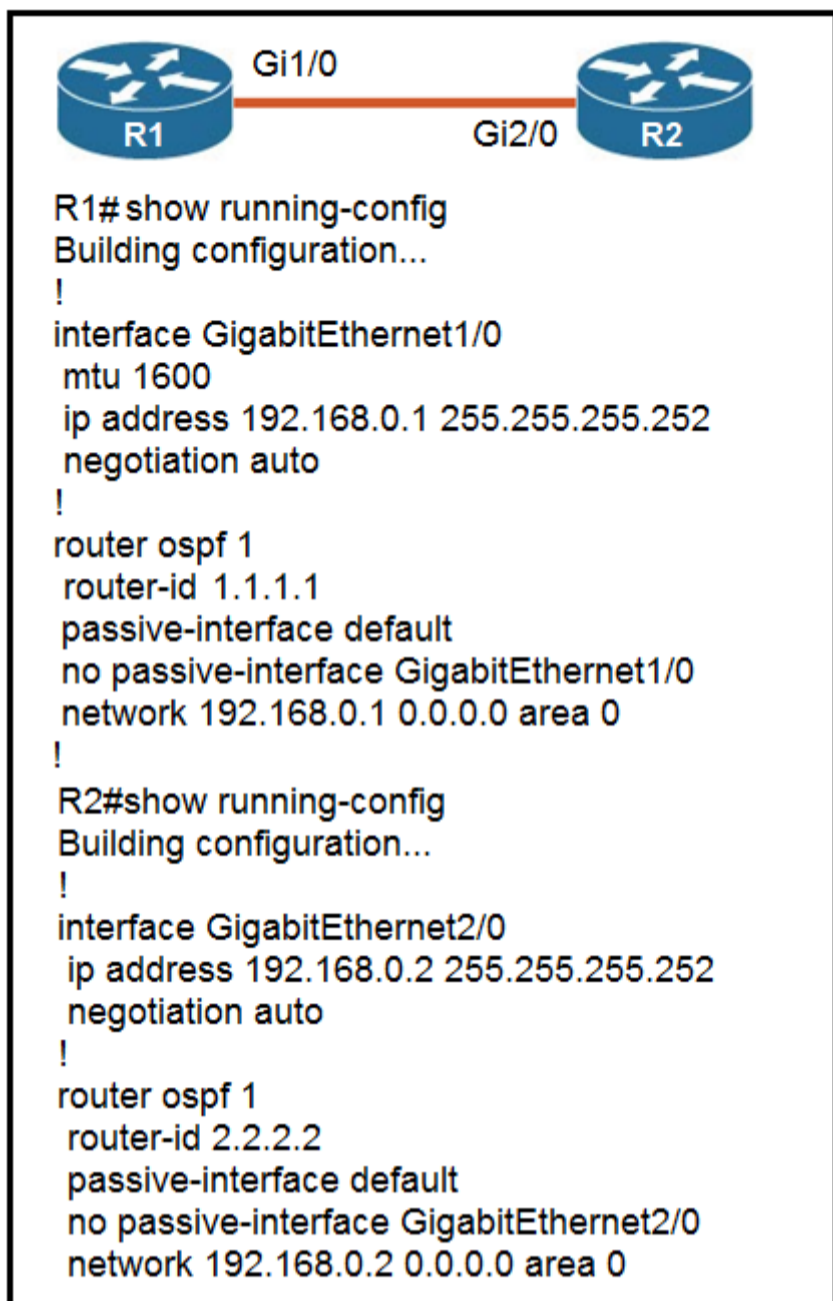 Gi1/0
R1
Gi2/0
R2
R1# show running-config
Building configuration...
!
interface GigabitEthernet1/0
mtu 1600
ip address 192.168.0.1 255.255.255.252
negotiation auto
!
router ospf 1
router-id 1.1.1.1
passive-interface default
no passive-interface GigabitEthernet1/0
network 192.168.0.1 0.0.0.0 area 0
!
R2#show running-config
Building configuration...
!
interface GigabitEthernet2/0
ip address 192.168.0.2 255.255.255.252
negotiation auto
!
router ospf 1
router-id 2.2.2.2
passive-interface default
no passive-interface GigabitEthernet2/0
network 192.168.0.2 0.0.0.0 area 0